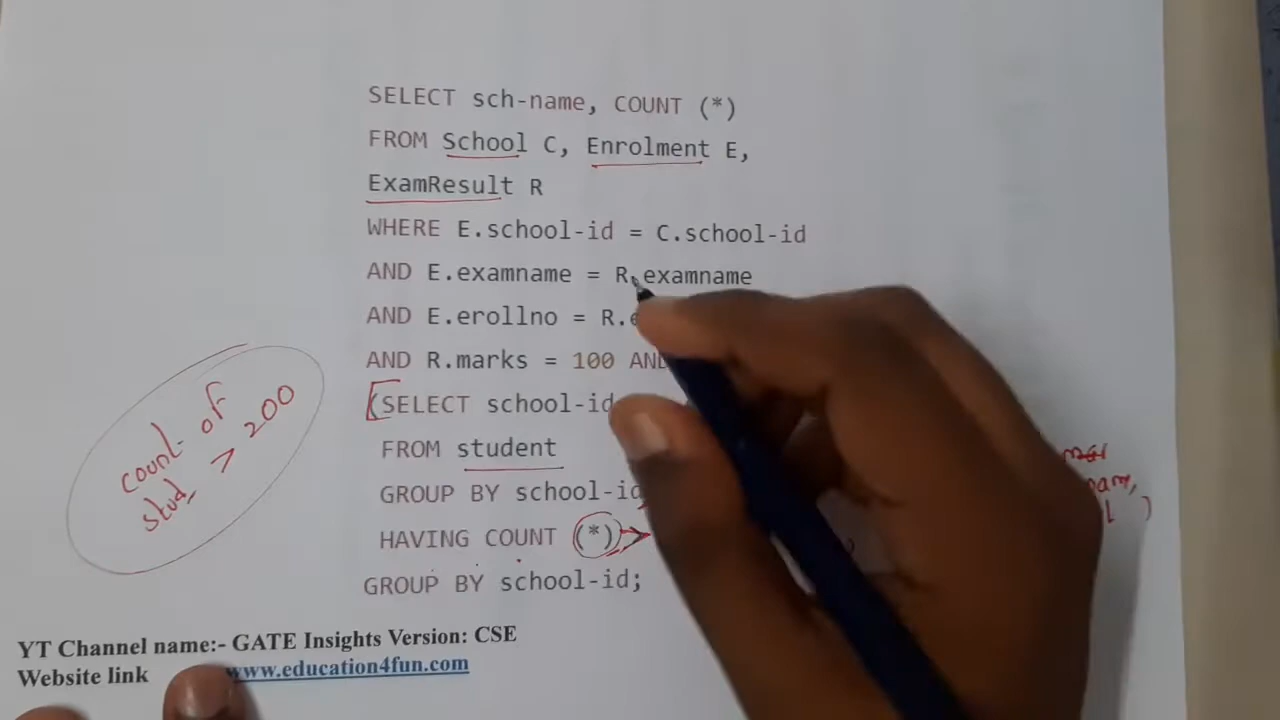 SELECT sch-name, COUNT (*)
FROM School C, Enrolment E,
ExamResult R
WHERE E.school-id = C.school-id
AND E.examname = R.examname
AND E.erollno = R.
AND R.marks = 100 AND
(SELECT school-id
FROM student
GROUP BY school-id
HAVING COUNT (*) >
GROUP BY school-id;
count of
stud > 200
YT Channel name:- GATE Insights Version: CSE
Website link www.education4fun.com